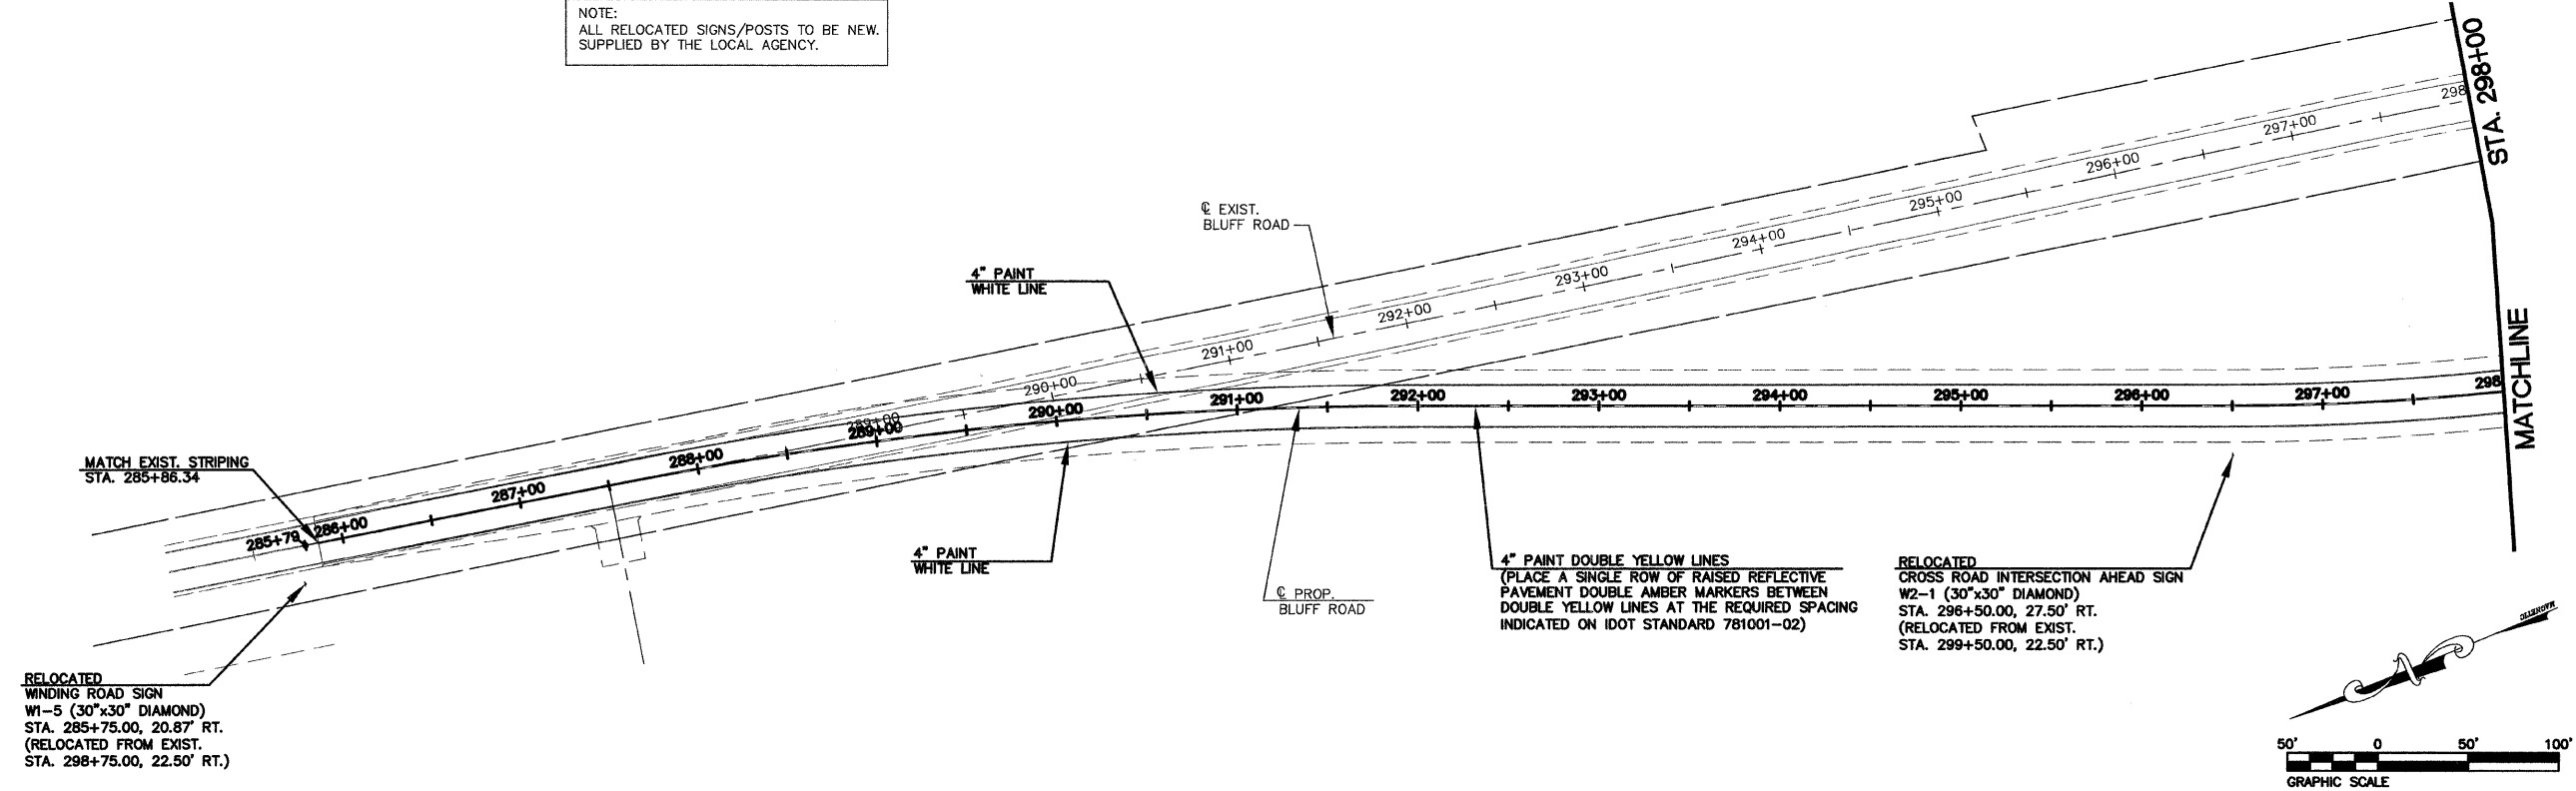 NOTE:
ALL RELOCATED SIGNS/POSTS TO BE NEW.
SUPPLIED BY THE LOCAL AGENCY.
STA. 298+00
MATCHLINE
298
297+00
296+00
295+00
294+00
293+00
292+00
291+00
290+00
289+00
℄ EXIST.
BLUFF ROAD
4" PAINT
WHITE LINE
285+79
286+00
287+00
288+00
289+00
290+00
291+00
292+00
293+00
294+00
295+00
296+00
297+00
298
MATCH EXIST. STRIPING
STA. 285+86.34
4" PAINT
WHITE LINE
℄ PROP.
BLUFF ROAD
4" PAINT DOUBLE YELLOW LINES
(PLACE A SINGLE ROW OF RAISED REFLECTIVE
PAVEMENT DOUBLE AMBER MARKERS BETWEEN
DOUBLE YELLOW LINES AT THE REQUIRED SPACING
INDICATED ON IDOT STANDARD 781001-02)
RELOCATED
CROSS ROAD INTERSECTION AHEAD SIGN
W2-1 (30"x30" DIAMOND)
STA. 296+50.00, 27.50' RT.
(RELOCATED FROM EXIST.
STA. 299+50.00, 22.50' RT.)
RELOCATED
WINDING ROAD SIGN
W1-5 (30"x30" DIAMOND)
STA. 285+75.00, 20.87' RT.
(RELOCATED FROM EXIST.
STA. 298+75.00, 22.50' RT.)
MAGNETIC
N
50' 0 50' 100'
GRAPHIC SCALE